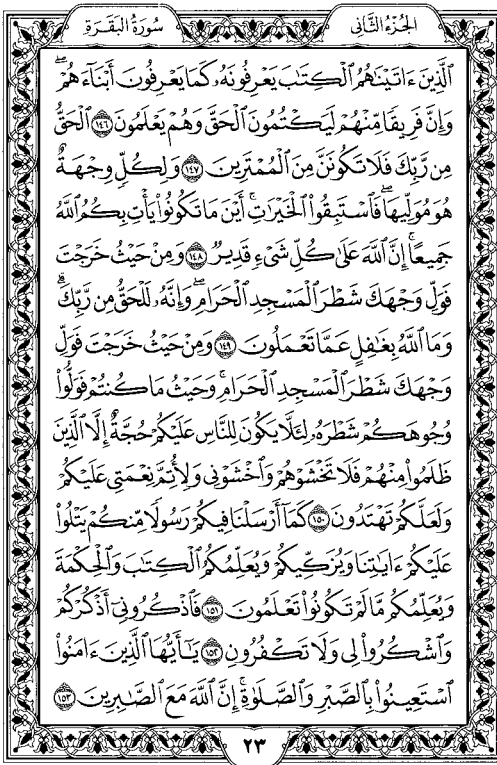 الجُزْءُ الثَّانِى
سُورَةُ البَقَرَةِ
ٱلَّذِينَ ءَاتَيْنَٰهُمُ ٱلْكِتَٰبَ يَعْرِفُونَهُۥ كَمَا يَعْرِفُونَ أَبْنَآءَهُمْۖ
وَإِنَّ فَرِيقًا مِّنْهُمْ لَيَكْتُمُونَ ٱلْحَقَّ وَهُمْ يَعْلَمُونَ ١٤٦ ٱلْحَقُّ
مِن رَّبِّكَ فَلَا تَكُونَنَّ مِنَ ٱلْمُمْتَرِينَ ١٤٧ وَلِكُلٍّ وِجْهَةٌ
هُوَ مُوَلِّيهَاۖ فَٱسْتَبِقُوا۟ ٱلْخَيْرَٰتِۚ أَيْنَ مَا تَكُونُوا۟ يَأْتِ بِكُمُ ٱللَّهُ
جَمِيعًاۚ إِنَّ ٱللَّهَ عَلَىٰ كُلِّ شَىْءٍ قَدِيرٌ ١٤٨ وَمِنْ حَيْثُ خَرَجْتَ
فَوَلِّ وَجْهَكَ شَطْرَ ٱلْمَسْجِدِ ٱلْحَرَامِۖ وَإِنَّهُۥ لَلْحَقُّ مِن رَّبِّكَۗ
وَمَا ٱللَّهُ بِغَٰفِلٍ عَمَّا تَعْمَلُونَ ١٤٩ وَمِنْ حَيْثُ خَرَجْتَ فَوَلِّ
وَجْهَكَ شَطْرَ ٱلْمَسْجِدِ ٱلْحَرَامِۚ وَحَيْثُ مَا كُنتُمْ فَوَلُّوا۟
وُجُوهَكُمْ شَطْرَهُۥ لِئَلَّا يَكُونَ لِلنَّاسِ عَلَيْكُمْ حُجَّةٌ إِلَّا ٱلَّذِينَ
ظَلَمُوا۟ مِنْهُمْ فَلَا تَخْشَوْهُمْ وَٱخْشَوْنِى وَلِأُتِمَّ نِعْمَتِى عَلَيْكُمْ
وَلَعَلَّكُمْ تَهْتَدُونَ ١٥٠ كَمَآ أَرْسَلْنَا فِيكُمْ رَسُولًا مِّنكُمْ يَتْلُوا۟
عَلَيْكُمْ ءَايَٰتِنَا وَيُزَكِّيكُمْ وَيُعَلِّمُكُمُ ٱلْكِتَٰبَ وَٱلْحِكْمَةَ
وَيُعَلِّمُكُم مَّا لَمْ تَكُونُوا۟ تَعْلَمُونَ ١٥١ فَٱذْكُرُونِىٓ أَذْكُرْكُمْ
وَٱشْكُرُوا۟ لِى وَلَا تَكْفُرُونِ ١٥٢ يَٰٓأَيُّهَا ٱلَّذِينَ ءَامَنُوا۟
ٱسْتَعِينُوا۟ بِٱلصَّبْرِ وَٱلصَّلَوٰةِۚ إِنَّ ٱللَّهَ مَعَ ٱلصَّٰبِرِينَ ١٥٣
٢٣